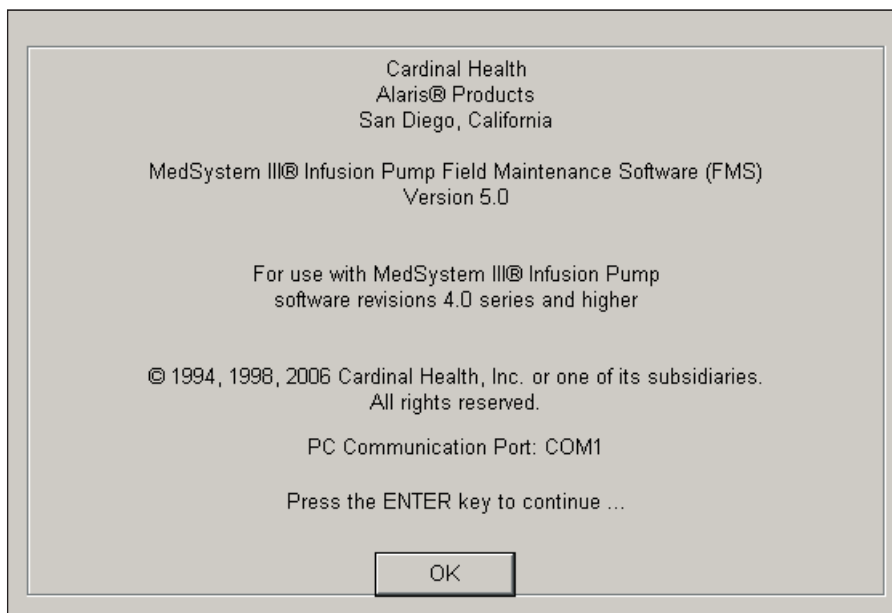 Cardinal Health
Alaris® Products
San Diego, California
MedSystem III® Infusion Pump Field Maintenance Software (FMS)
Version 5.0
For use with MedSystem III® Infusion Pump
software revisions 4.0 series and higher
© 1994, 1998, 2006 Cardinal Health, Inc. or one of its subsidiaries.
All rights reserved.
PC Communication Port: COM1
Press the ENTER key to continue ...
OK